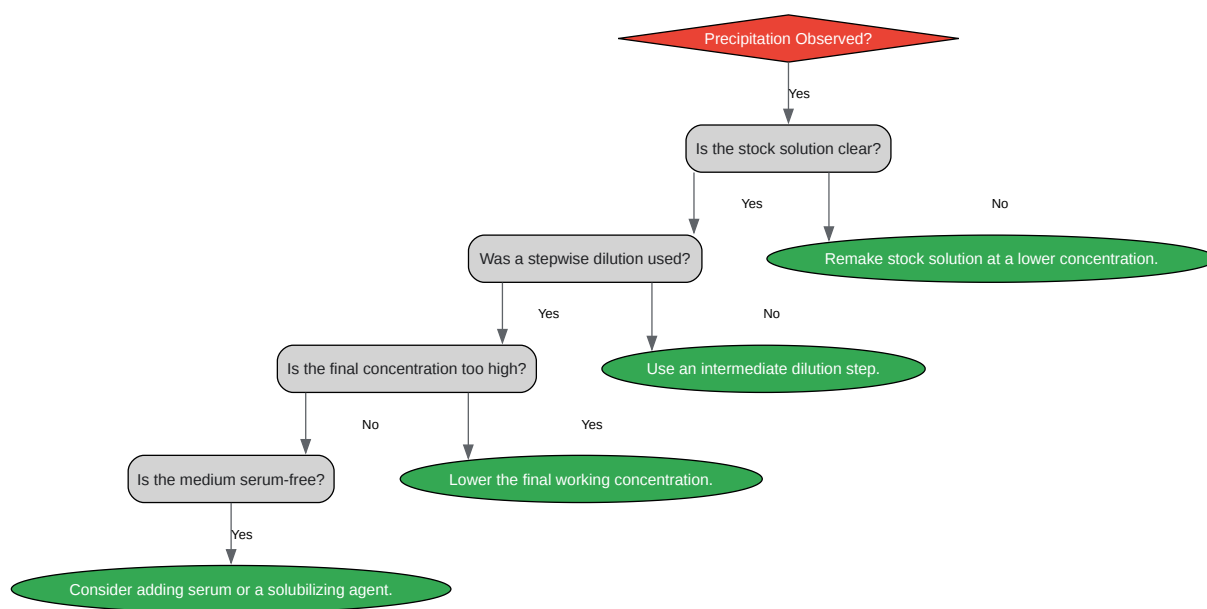 Precipitation Observed?
Yes
Is the stock solution clear?
Yes
No
Was a stepwise dilution used?
Remake stock solution at a lower concentration.
Yes
No
Is the final concentration too high?
Use an intermediate dilution step.
No
Yes
Is the medium serum-free?
Lower the final working concentration.
Yes
Consider adding serum or a solubilizing agent.